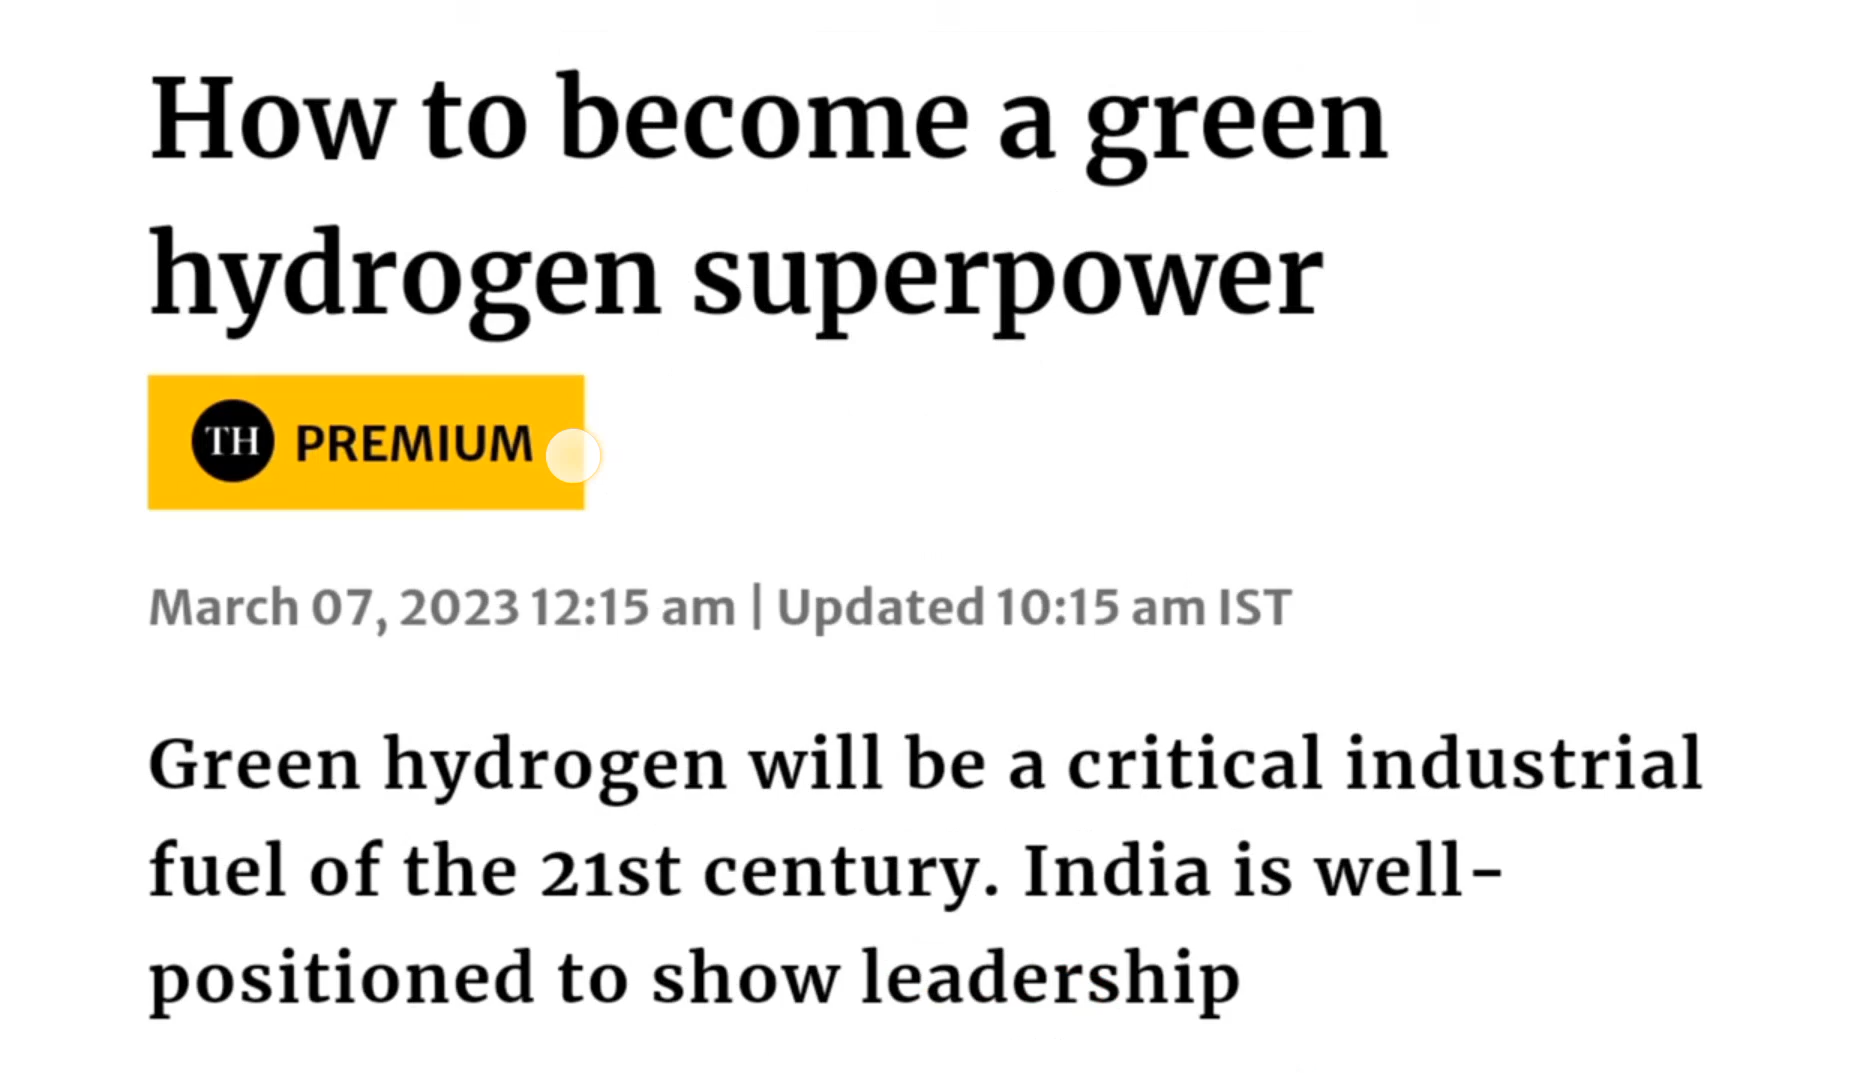 How to become a green
hydrogen superpower
TH PREMIUM
March 07, 2023 12:15 am | Updated 10:15 am IST
Green hydrogen will be a critical industrial
fuel of the 21st century. India is well-
positioned to show leadership